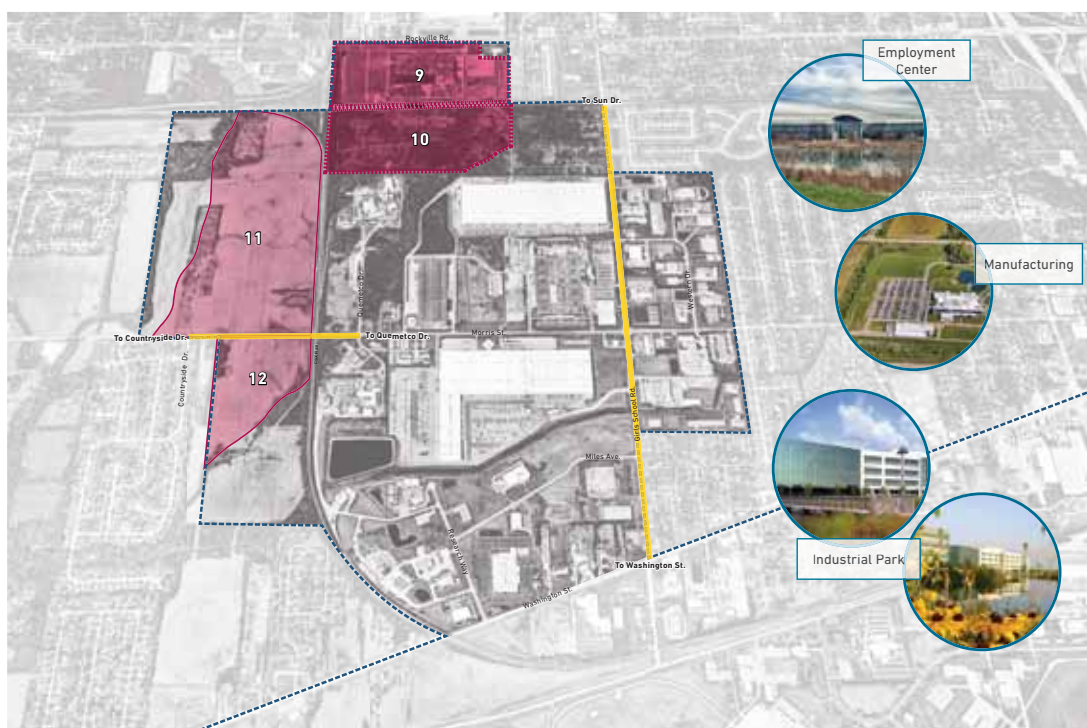 Rockville Rd.
Employment
Center
9
To Sun Dr.
10
11
Manufacturing
Quemetco Dr.
Western Dr.
To Countryside Dr.
To Quemetco Dr.
Morris St.
Countryside Dr.
12
Girls School Rd.
Miles Ave.
Research Way
Industrial Park
To Washington St.
Washington St.